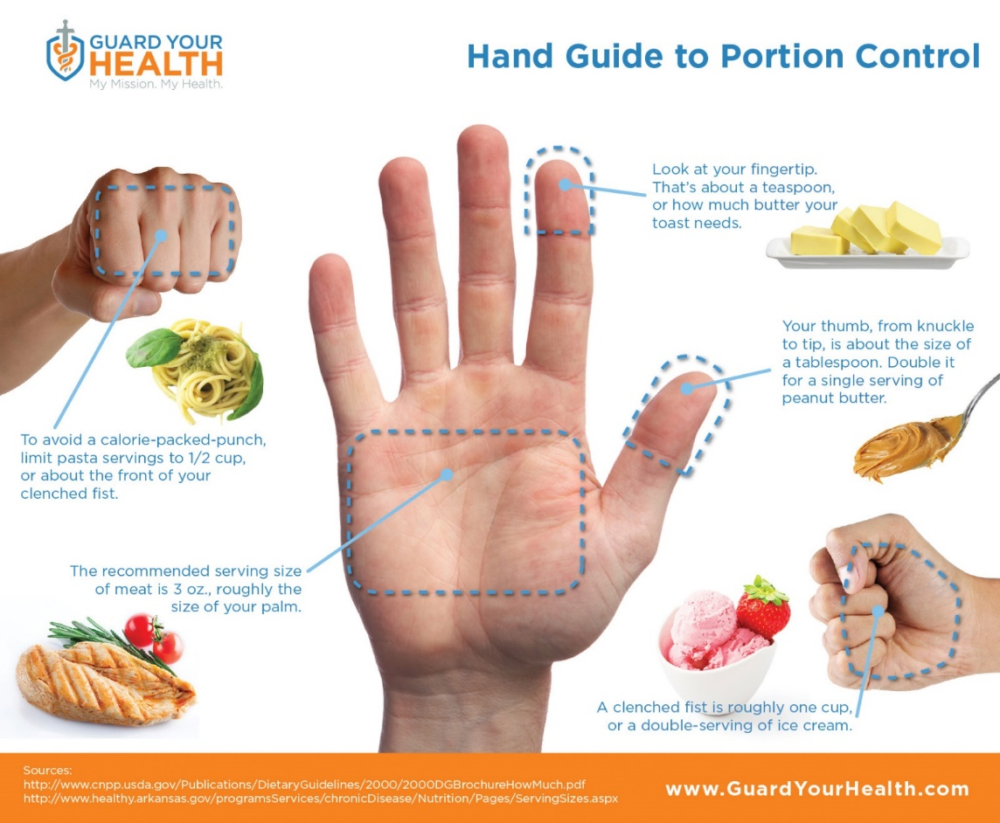 GUARD YOUR
HEALTH
My Mission. My Health.
Hand Guide to Portion Control
Look at your fingertip.
That's about a teaspoon,
or how much butter your
toast needs.
Your thumb, from knuckle
to tip, is about the size of
a tablespoon. Double it
for a single serving of
peanut butter.
To avoid a calorie-packed-punch,
limit pasta servings to 1/2 cup,
or about the front of your
clenched fist.
The recommended serving size
of meat is 3 oz., roughly the
size of your palm.
A clenched fist is roughly one cup,
or a double-serving of ice cream.
Sources:
http://www.cnpp.usda.gov/Publications/DietaryGuidelines/2000/2000DGBrochureHowMuch.pdf
http://www.healthy.arkansas.gov/programsServices/chronicDisease/Nutrition/Pages/ServingSizes.aspx
www.GuardYourHealth.com